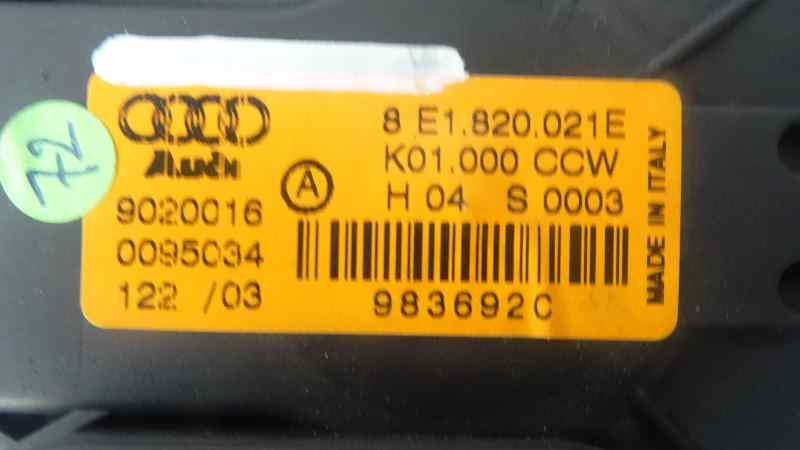 72
Audi
8 E1.820.021E
K01.000 CCW
A
H 04 S 0003
9020016
0095034
122 /03
983692C
MADE IN ITALY